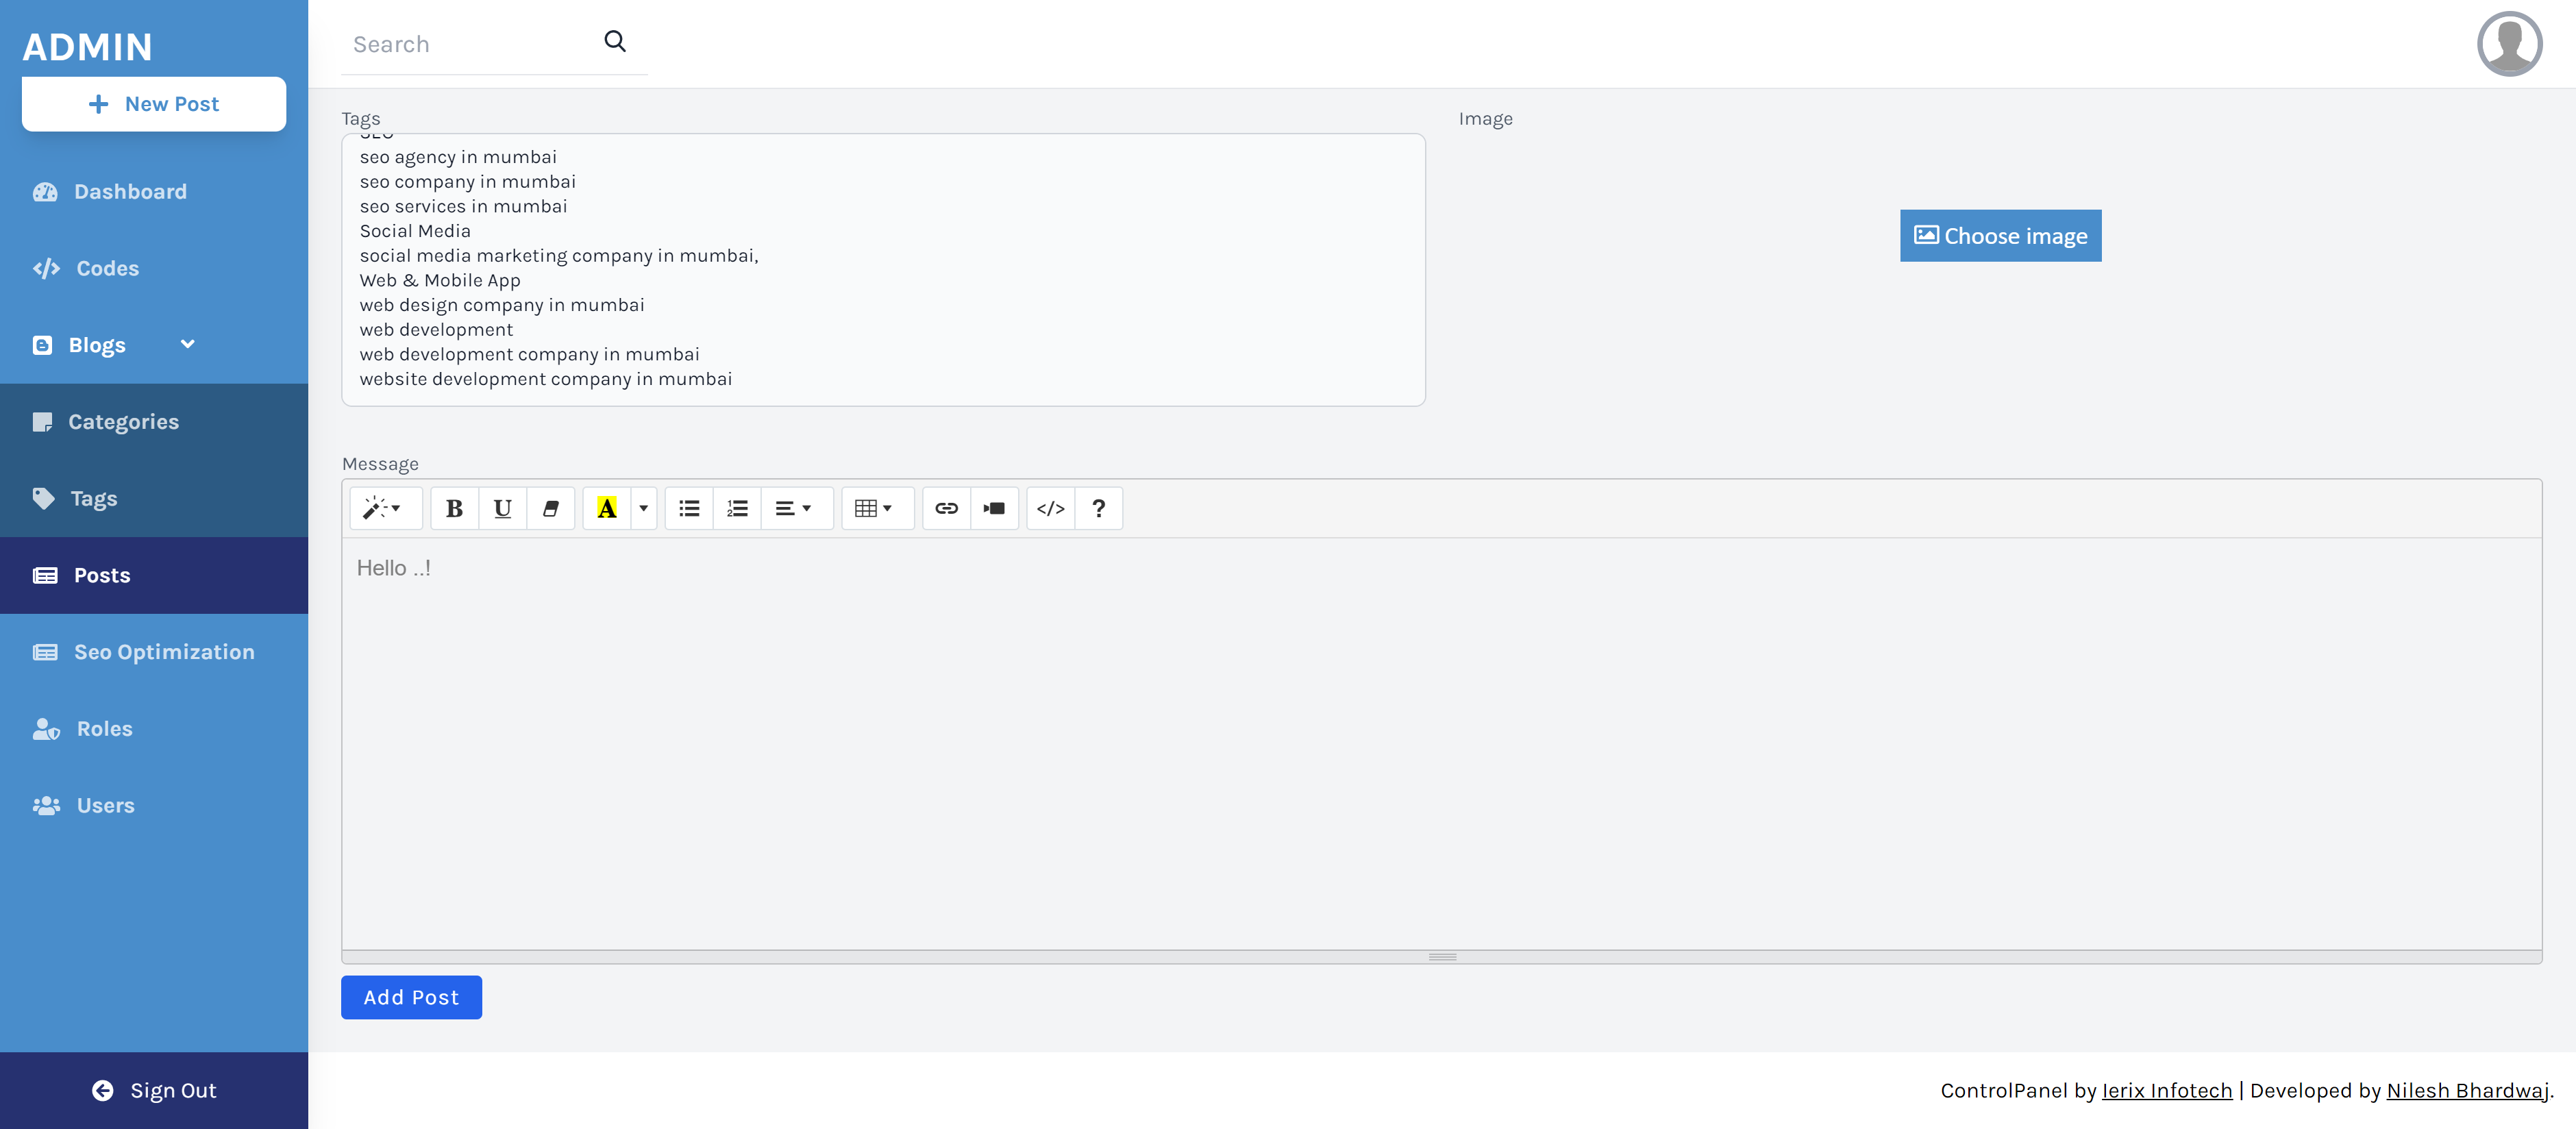 ADMIN
New Post
Dashboard
Codes
Blogs
Categories
Tags
Posts
Seo Optimization
Roles
Users
Sign Out
Search
Tags
SEO
seo agency in mumbai
seo company in mumbai
seo services in mumbai
Social Media
social media marketing company in mumbai,
Web & Mobile App
web design company in mumbai
web development
web development company in mumbai
website development company in mumbai
Image
Choose image
Message
B U A </> ?
Hello ..!
Add Post
ControlPanel by Ierix Infotech | Developed by Nilesh Bhardwaj.